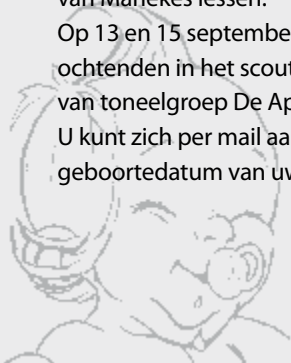 van Manekes lessen.
Op 13 en 15 septembe
ochtenden in het scout
van toneelgroep De Ap
U kunt zich per mail aa
geboortedatum van uw